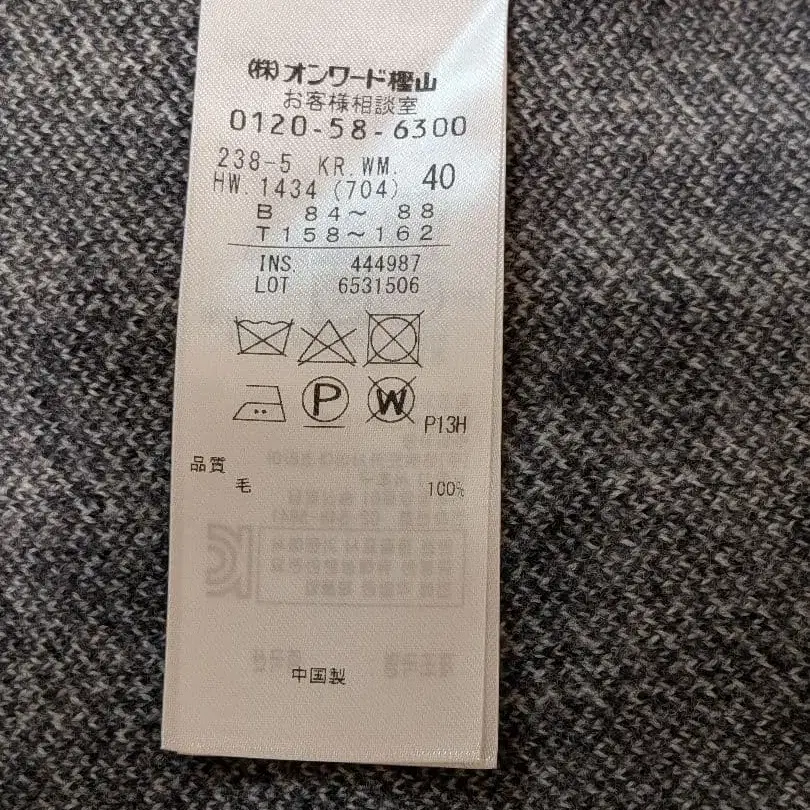 (株)オンワード樫山
お客様相談室
0120-58-6300
238-5 KR.WM. 40
HW.1434(704)
B 84～ 88
T158～162
INS. 444987
LOT 6531506
P W P13H
品質
毛 100%
中国製